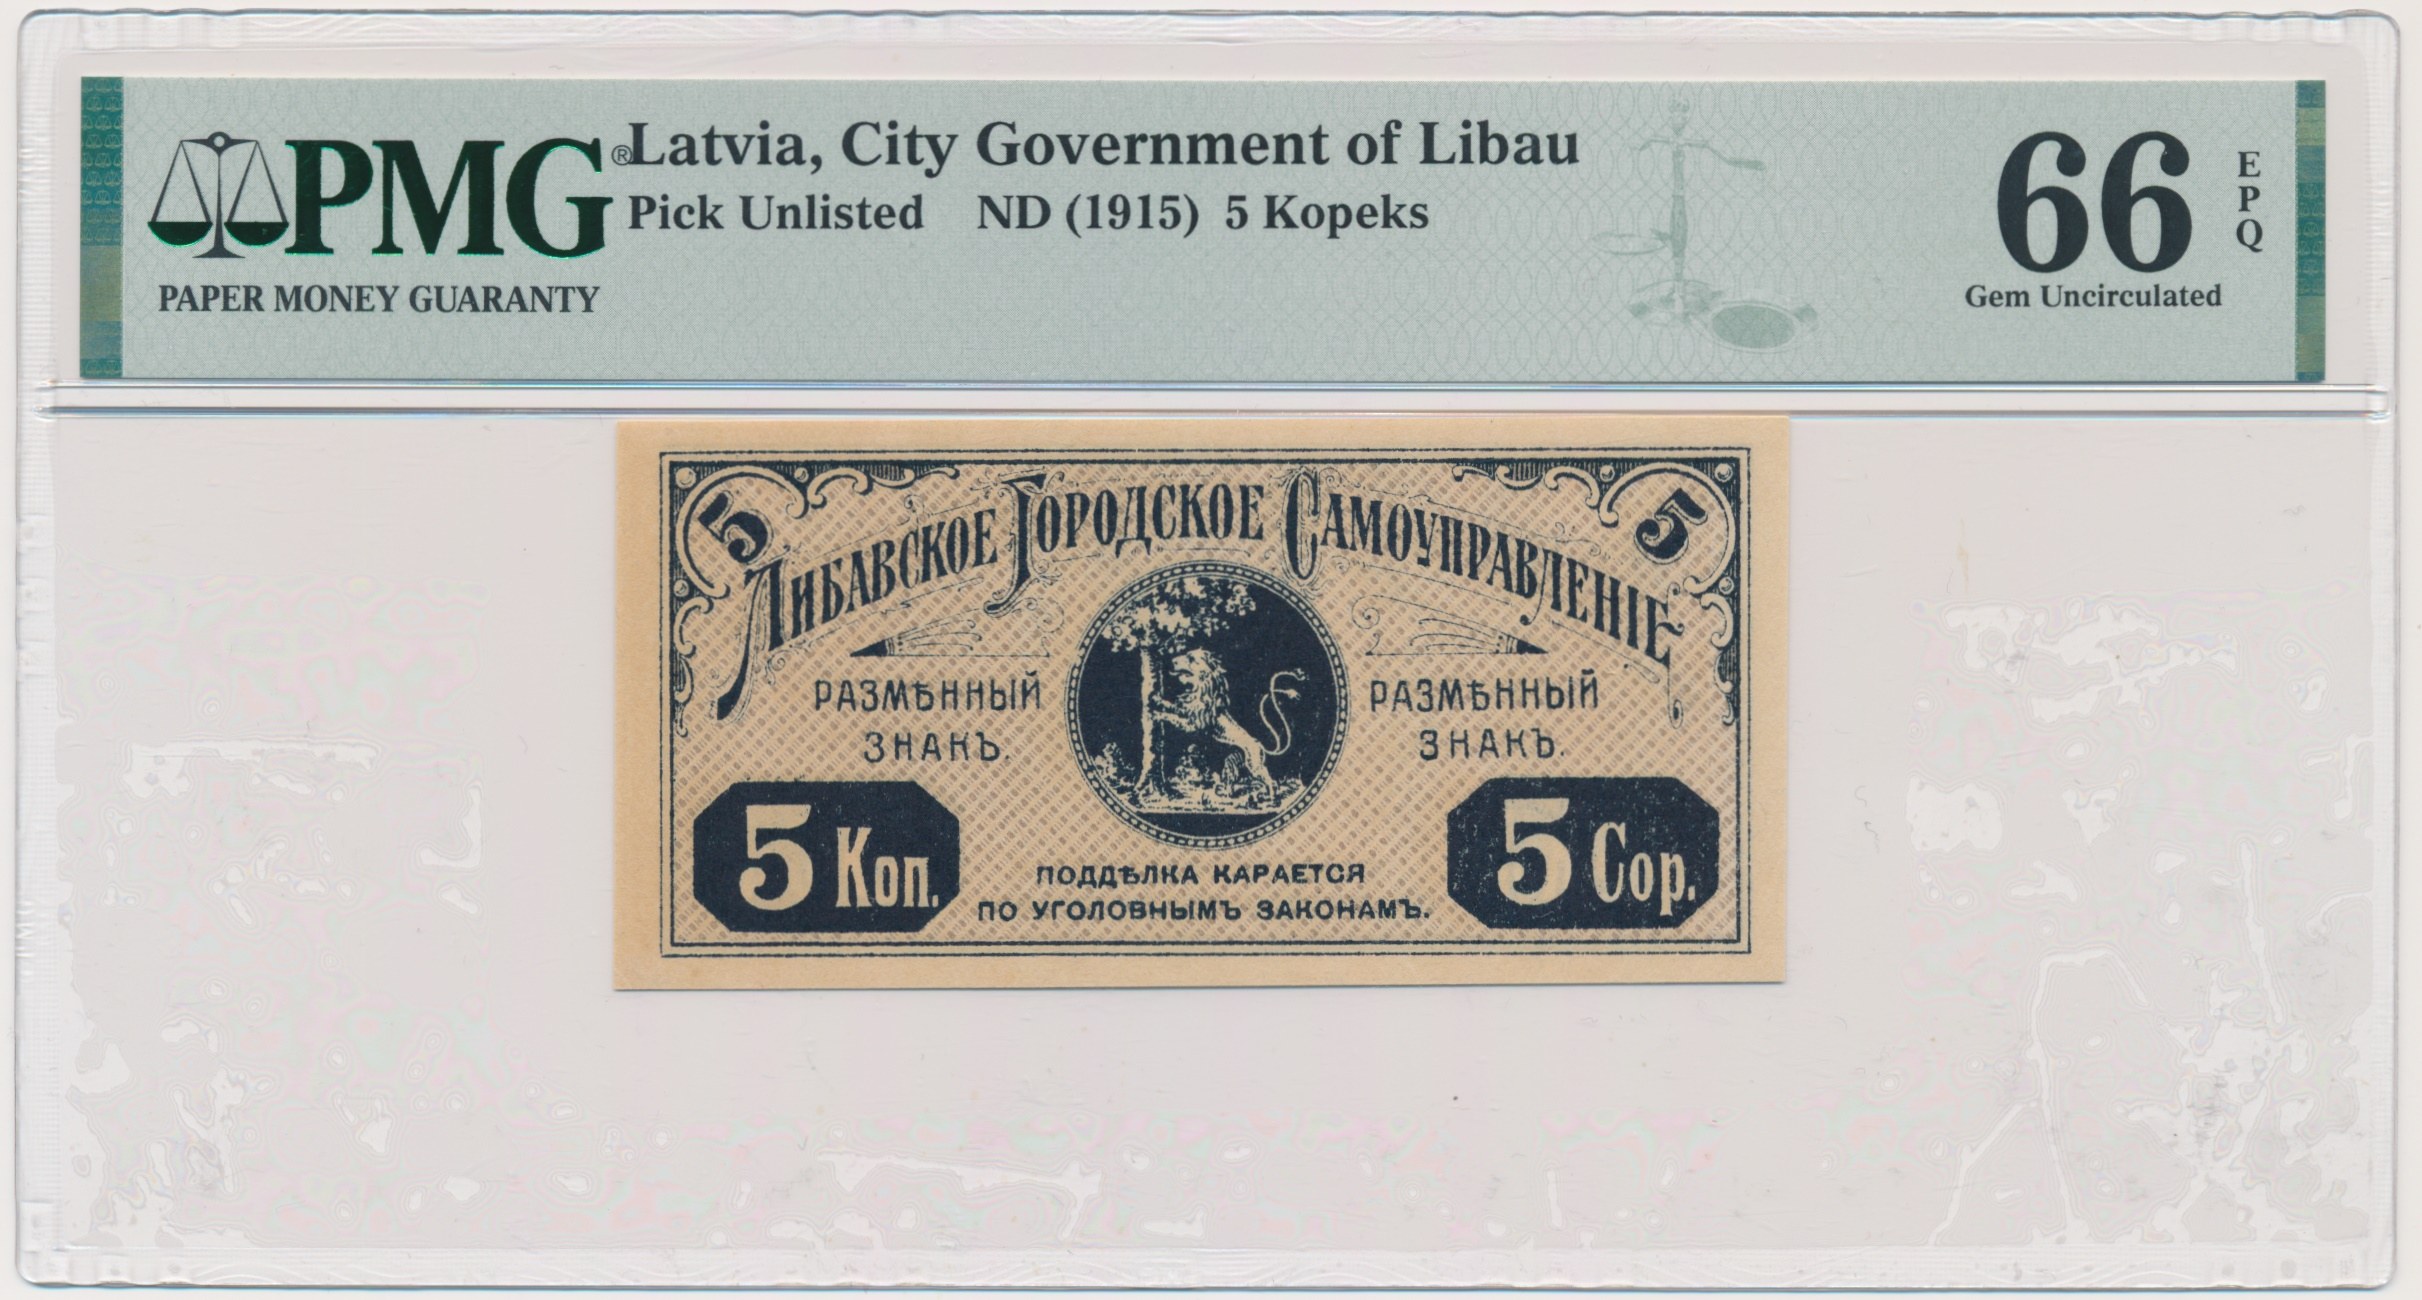 PMG®
PAPER MONEY GUARANTY
Latvia, City Government of Libau
Pick Unlisted ND (1915) 5 Kopeks
66 EPQ
Gem Uncirculated
5 5
Либавское Городское Самоуправленіе
РАЗМѢННЫЙ
ЗНАКЪ.
РАЗМѢННЫЙ
ЗНАКЪ.
5 Коп.
ПОДДѢЛКА КАРАЕТСЯ
ПО УГОЛОВНЫМЪ ЗАКОНАМЪ.
5 Cop.